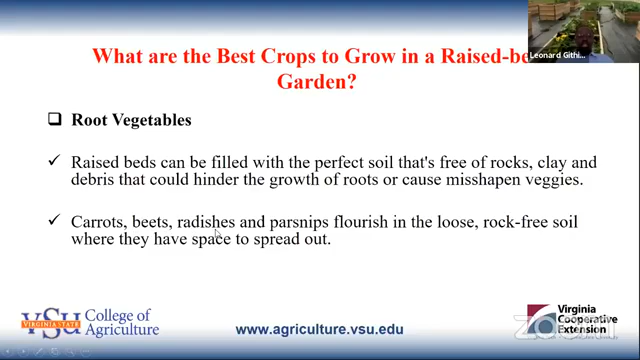 What are the Best Crops to Grow in a Raised-be
Garden?
Leonard Githi...
Root Vegetables
Raised beds can be filled with the perfect soil that's free of rocks, clay and
debris that could hinder the growth of roots or cause misshapen veggies.
Carrots, beets, radishes and parsnips flourish in the loose, rock-free soil
where they have space to spread out.
VSU
VIRGINIA STATE
College of
Agriculture
www.agriculture.vsu.edu
Virginia
Cooperative
Extension